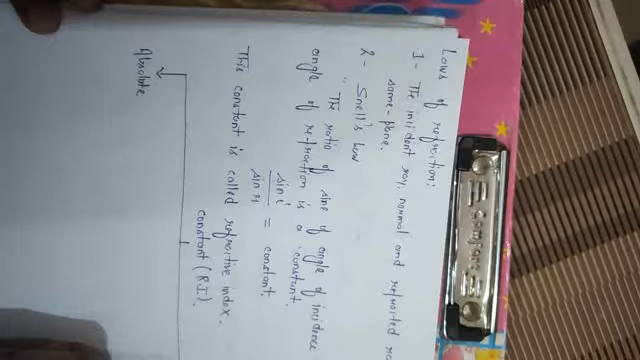 Laws of refraction:
1- The incident ray, normal and refracted
same-plane.
2- Snell's law
" The ratio of sine of angle of incidence
angle of refraction is a constant.
sin i
sin r = constant.
This constant is called refractive index.
constant (R.I).
Absolute